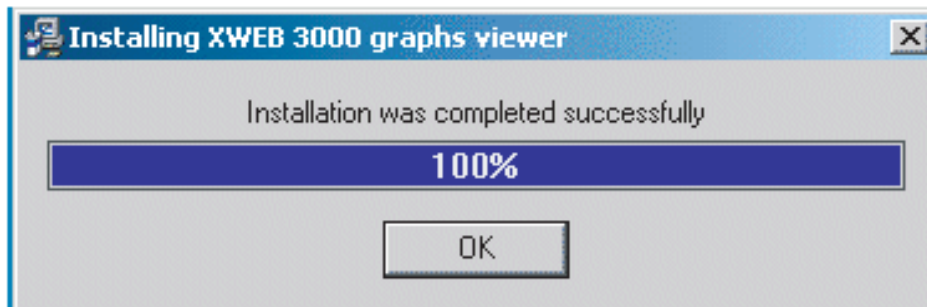 Installing XWEB 3000 graphs viewer
Installation was completed successfully
100%
OK